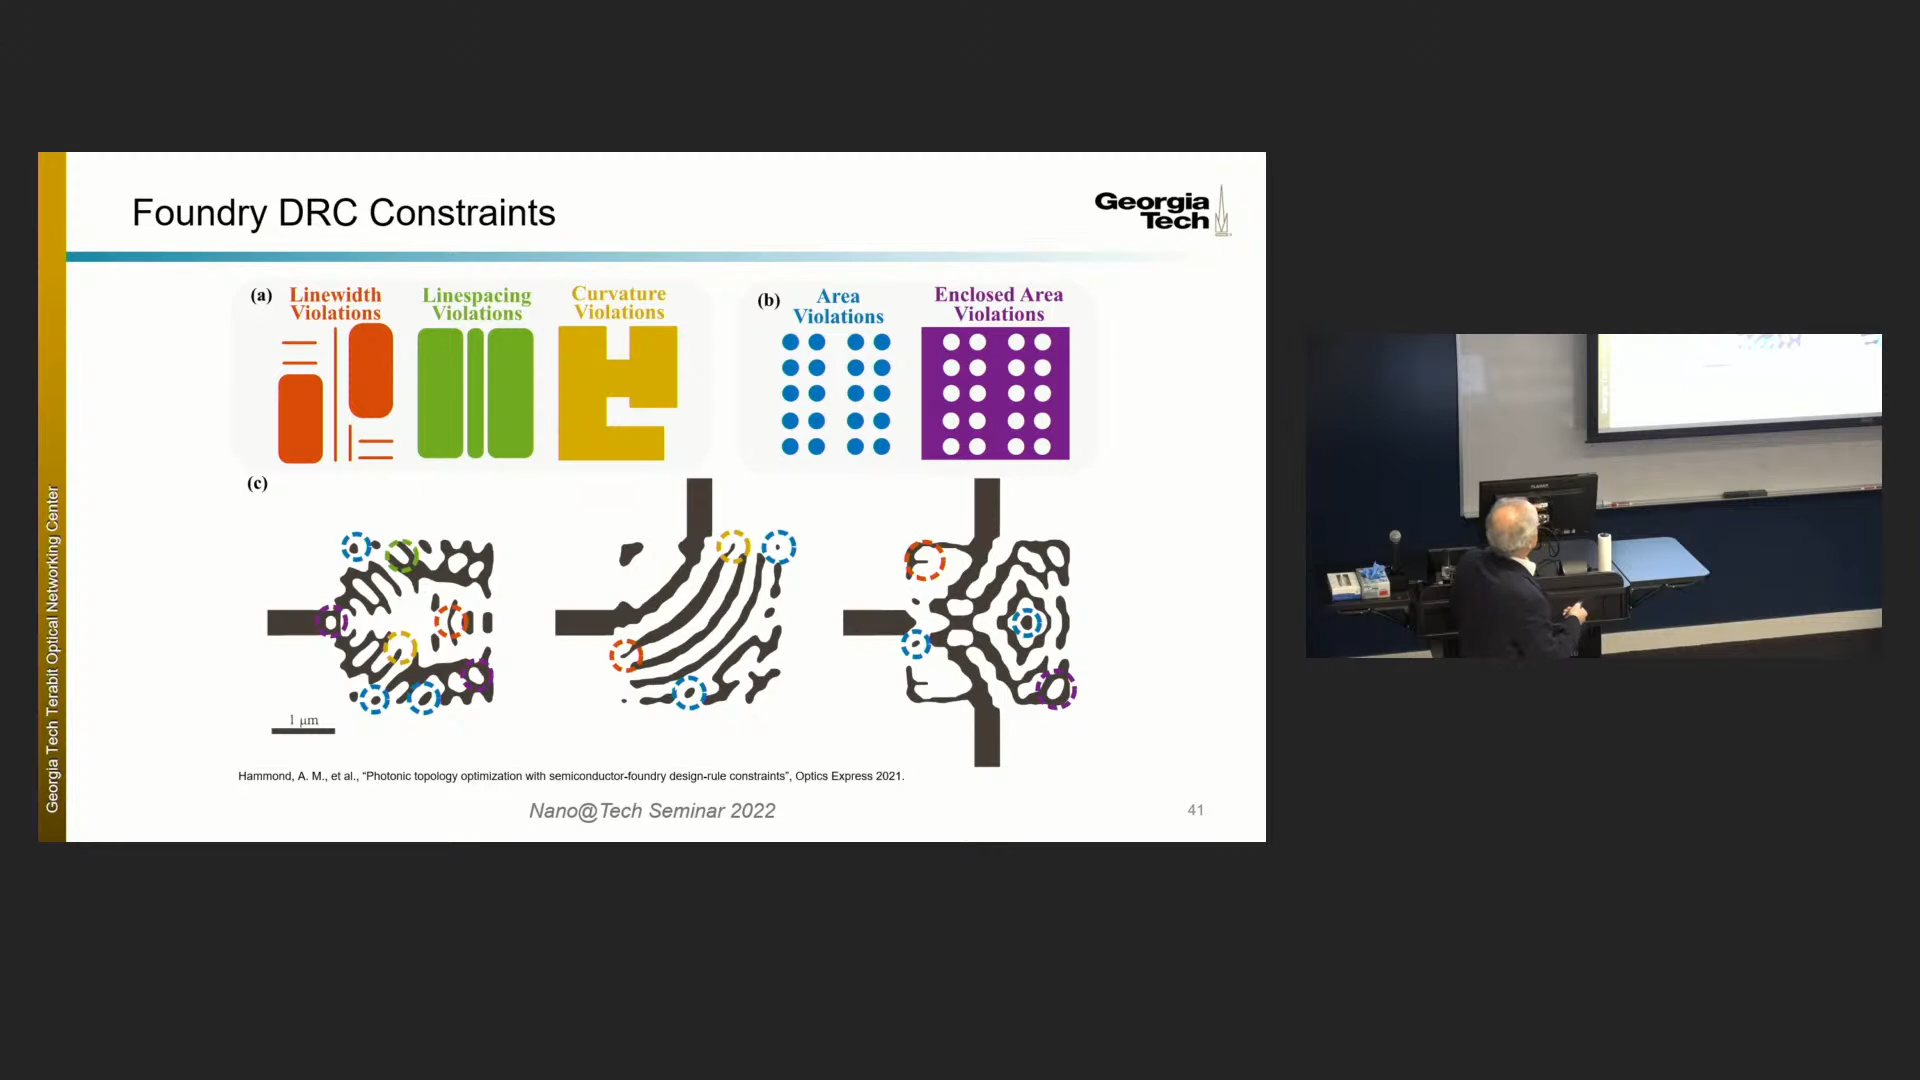 Foundry DRC Constraints
Georgia
Tech
(a)
Linewidth
Violations
Linespacing
Violations
Curvature
Violations
(b)
Area
Violations
Enclosed Area
Violations
(c)
1 μm
Hammond, A. M., et al., “Photonic topology optimization with semiconductor-foundry design-rule constraints”, Optics Express 2021.
Nano@Tech Seminar 2022
41
Georgia Tech Terabit Optical Networking Center